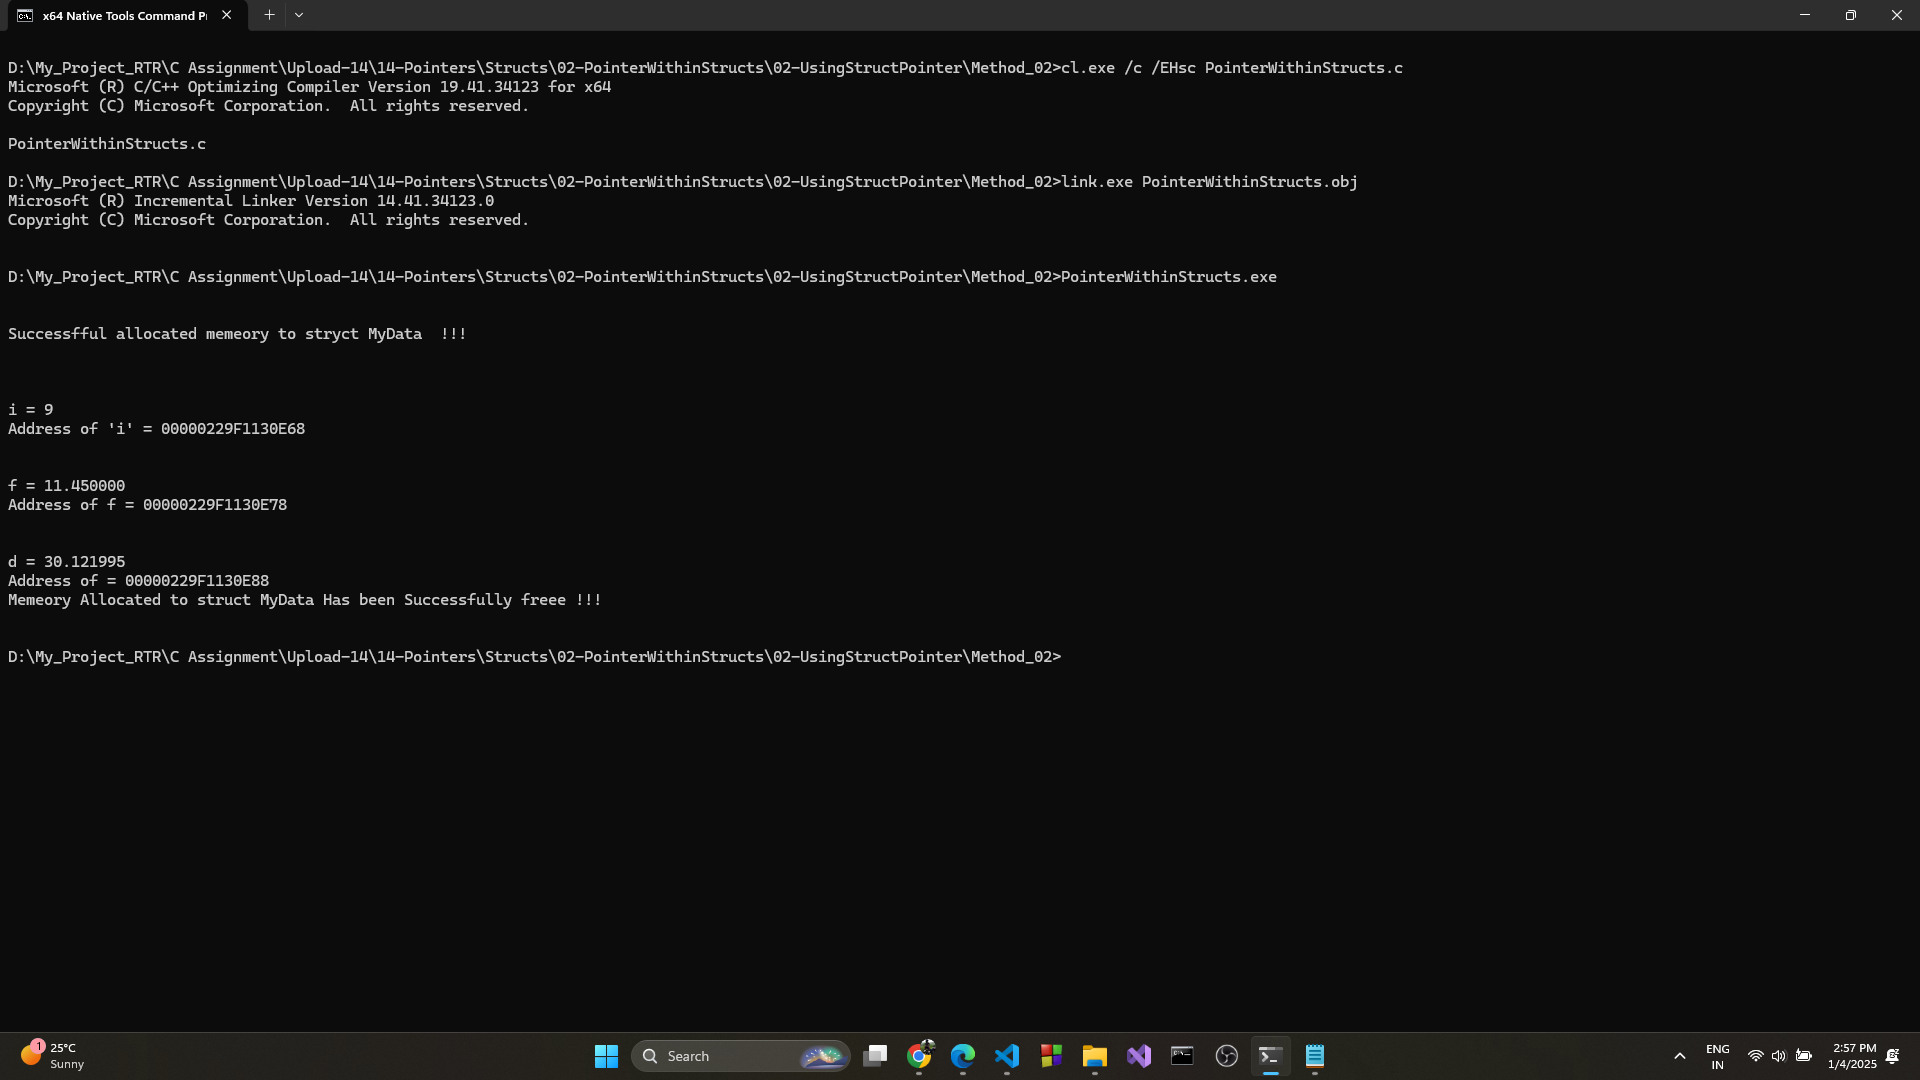 x64 Native Tools Command P
D:\My_Project_RTR\C Assignment\Upload-14\14-Pointers\Structs\02-PointerWithinStructs\02-UsingStructPointer\Method_02>cl.exe /c /EHsc PointerWithinStructs.c
Microsoft (R) C/C++ Optimizing Compiler Version 19.41.34123 for x64
Copyright (C) Microsoft Corporation.  All rights reserved.
PointerWithinStructs.c
D:\My_Project_RTR\C Assignment\Upload-14\14-Pointers\Structs\02-PointerWithinStructs\02-UsingStructPointer\Method_02>link.exe PointerWithinStructs.obj
Microsoft (R) Incremental Linker Version 14.41.34123.0
Copyright (C) Microsoft Corporation.  All rights reserved.
D:\My_Project_RTR\C Assignment\Upload-14\14-Pointers\Structs\02-PointerWithinStructs\02-UsingStructPointer\Method_02>PointerWithinStructs.exe
Successfful allocated memeory to stryct MyData  !!!
i = 9
Address of 'i' = 00000229F1130E68
f = 11.450000
Address of f = 00000229F1130E78
d = 30.121995
Address of = 00000229F1130E88
Memeory Allocated to struct MyData Has been Successfully freee !!!
D:\My_Project_RTR\C Assignment\Upload-14\14-Pointers\Structs\02-PointerWithinStructs\02-UsingStructPointer\Method_02>
1
25°C
Sunny
Search
ENG
IN
2:57 PM
1/4/2025